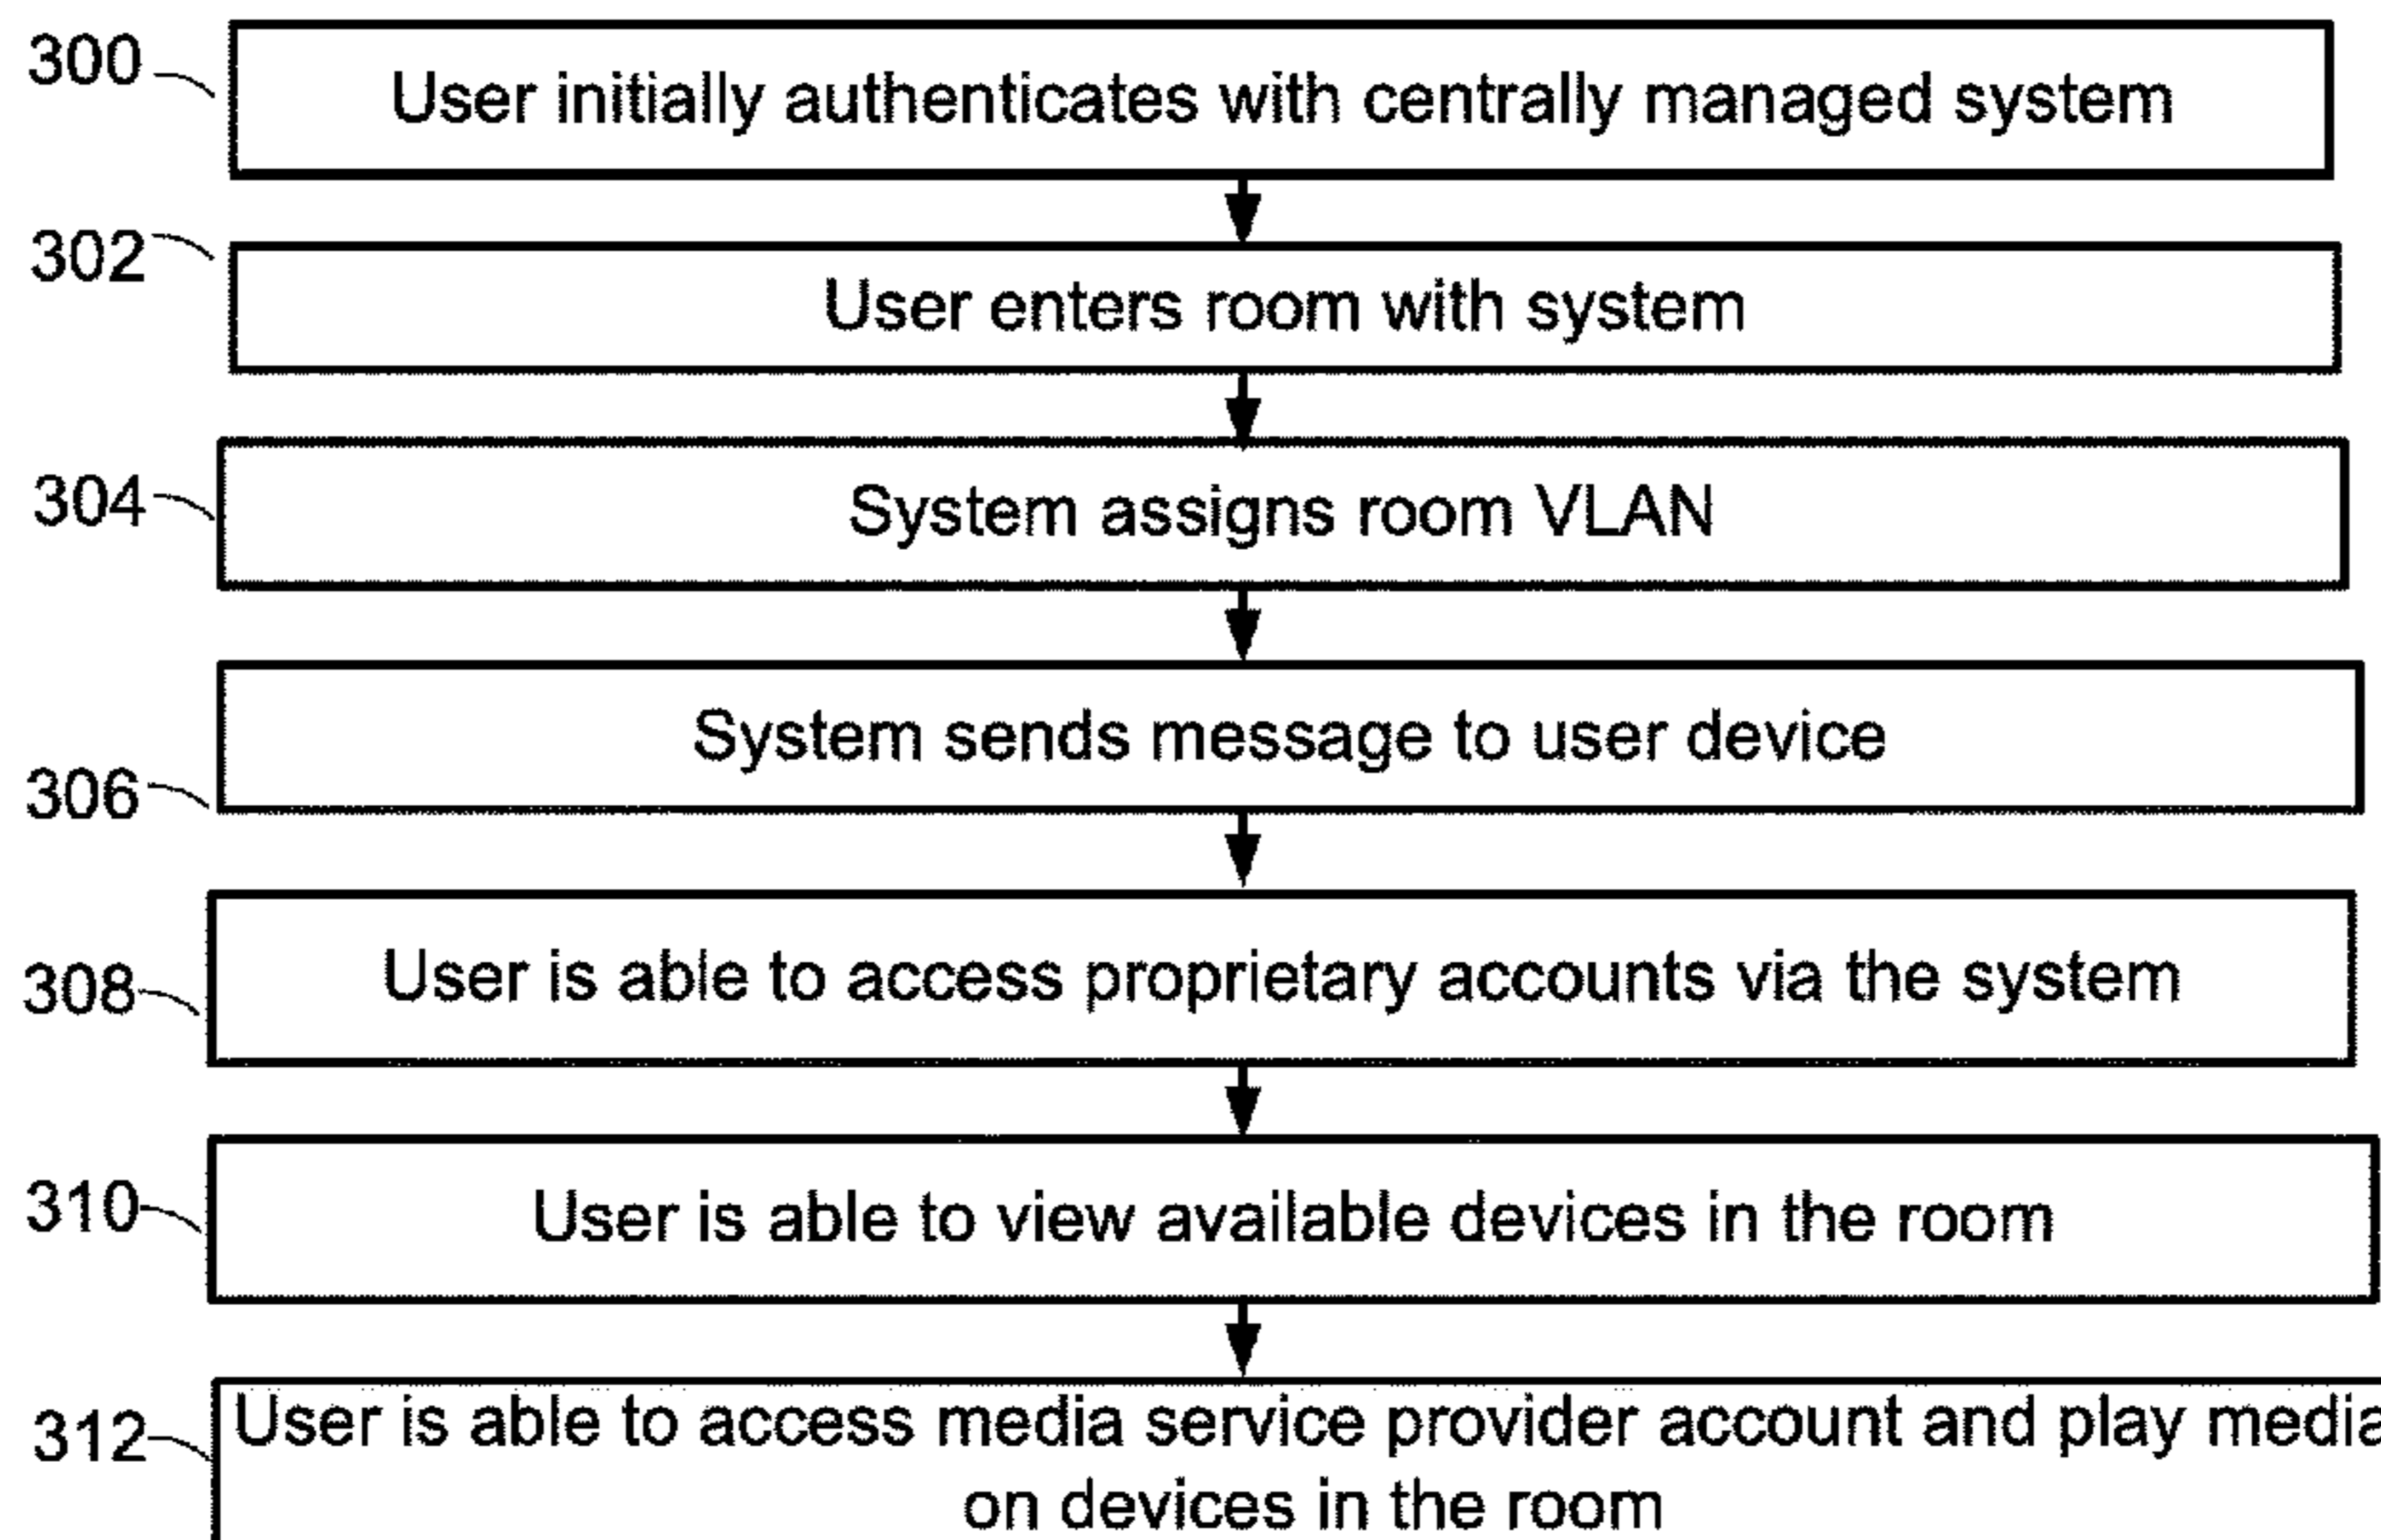 300
User initially authenticates with centrally managed system
302
User enters room with system
304
System assigns room VLAN
System sends message to user device
306
User is able to access proprietary accounts via the system
308
User is able to view available devices in the room
310
User is able to access media service provider account and play media
312
on devices in the room